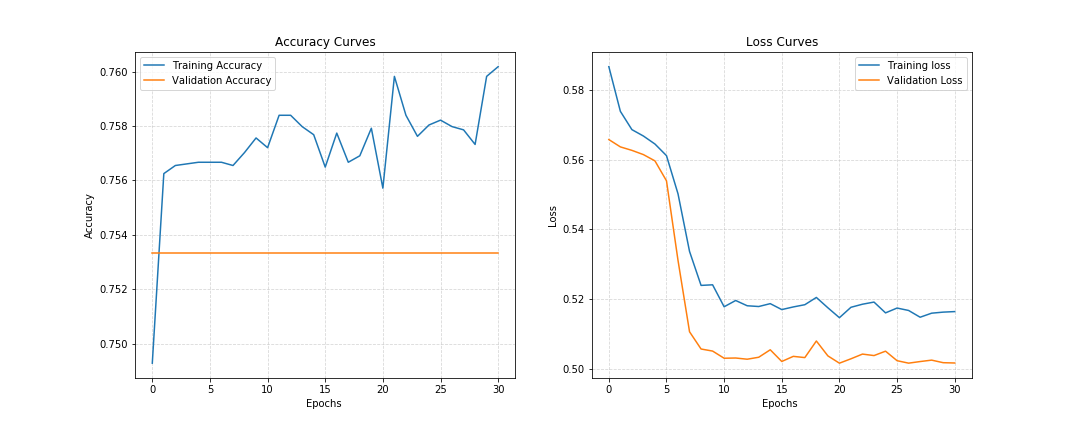 Accuracy Curves
Training Accuracy
Validation Accuracy
0.760
0.758
0.756
0.754
0.752
0.750
Accuracy
0 5 10 15 20 25 30
Epochs
Loss Curves
Training loss
Validation Loss
0.58
0.56
0.54
0.52
0.50
Loss
0 5 10 15 20 25 30
Epochs